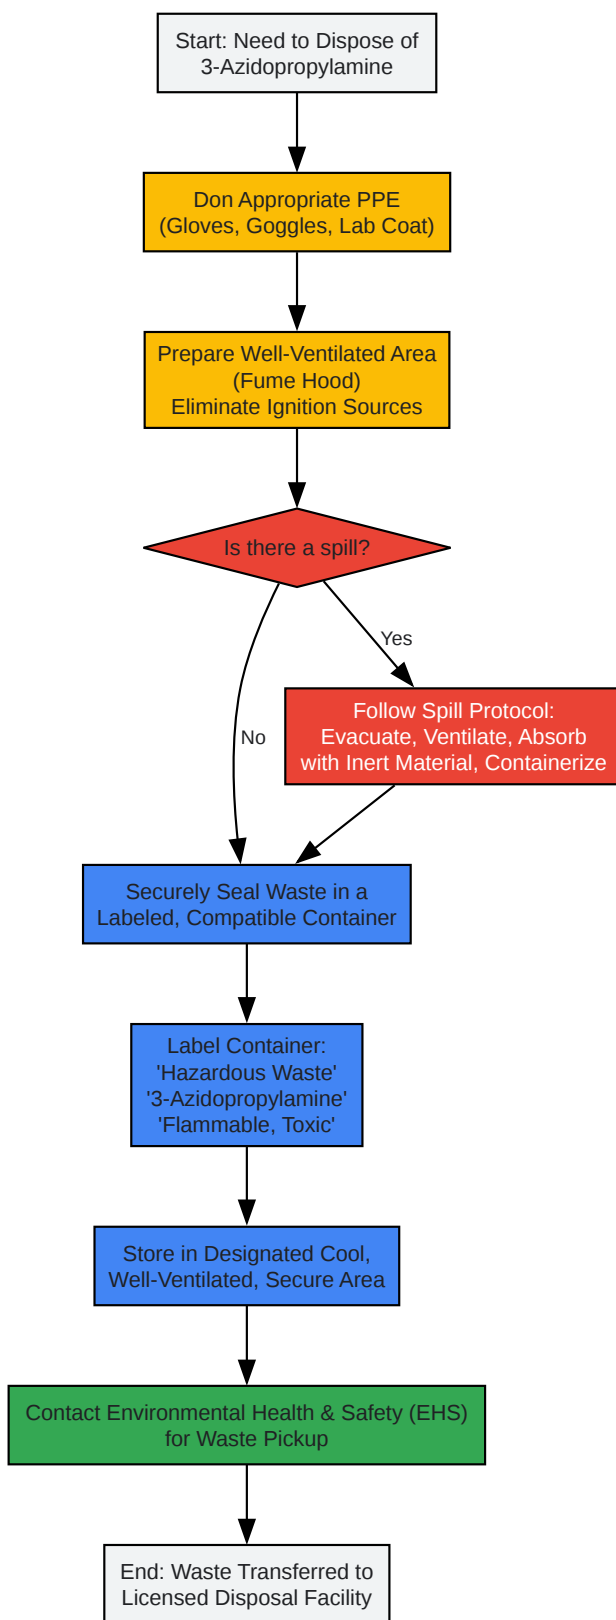 Start: Need to Dispose of
3-Azidopropylamine
Don Appropriate PPE
(Gloves, Goggles, Lab Coat)
Prepare Well-Ventilated Area
(Fume Hood)
Eliminate Ignition Sources
Is there a spill?
Yes
No
Follow Spill Protocol:
Evacuate, Ventilate, Absorb
with Inert Material, Containerize
Securely Seal Waste in a
Labeled, Compatible Container
Label Container:
'Hazardous Waste'
'3-Azidopropylamine'
'Flammable, Toxic'
Store in Designated Cool,
Well-Ventilated, Secure Area
Contact Environmental Health & Safety (EHS)
for Waste Pickup
End: Waste Transferred to
Licensed Disposal Facility